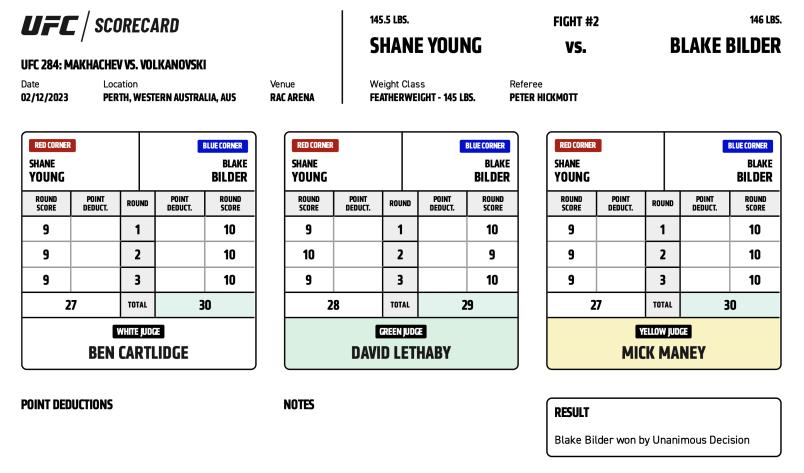 UFC / SCORECARD
UFC 284: MAKHACHEV VS. VOLKANOVSKI
Date Location Venue
02/12/2023 PERTH, WESTERN AUSTRALIA, AUS RAC ARENA
145.5 LBS. FIGHT #2 146 LBS.
SHANE YOUNG VS. BLAKE BILDER
Weight Class Referee
FEATHERWEIGHT - 145 LBS. PETER HICKMOTT
RED CORNER BLUE CORNER
SHANE BLAKE
YOUNG BILDER
ROUND POINT ROUND POINT ROUND
SCORE DEDUCT. DEDUCT. SCORE
9 1 10
9 2 10
9 3 10
27 TOTAL 30
WHITE JUDGE
BEN CARTLIDGE
RED CORNER BLUE CORNER
SHANE BLAKE
YOUNG BILDER
ROUND POINT ROUND POINT ROUND
SCORE DEDUCT. DEDUCT. SCORE
9 1 10
10 2 9
9 3 10
28 TOTAL 29
GREEN JUDGE
DAVID LETHABY
RED CORNER BLUE CORNER
SHANE BLAKE
YOUNG BILDER
ROUND POINT ROUND POINT ROUND
SCORE DEDUCT. DEDUCT. SCORE
9 1 10
9 2 10
9 3 10
27 TOTAL 30
YELLOW JUDGE
MICK MANEY
POINT DEDUCTIONS
NOTES
RESULT
Blake Bilder won by Unanimous Decision